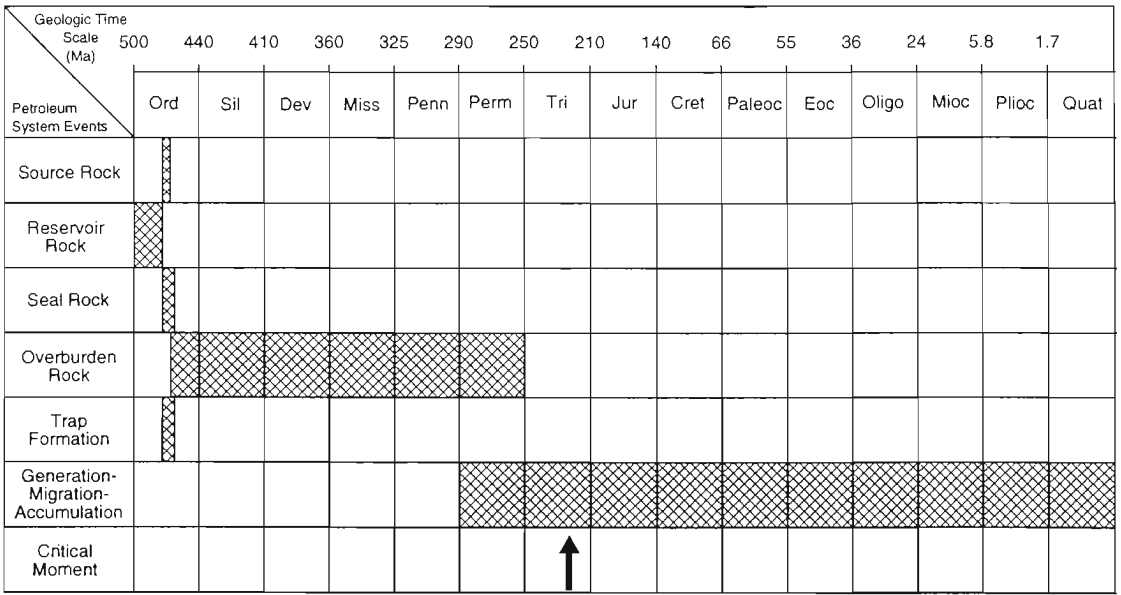 Geologic Time
Scale
(Ma)
500 440 410 360 325 290 250 210 140 66 55 36 24 5.8 1.7
Petroleum
System Events
Ord Sil Dev Miss Penn Perm Tri Jur Cret Paleoc Eoc Oligo Mioc Plioc Quat
Source Rock
Reservoir
Rock
Seal Rock
Overburden
Rock
Trap
Formation
Generation-
Migration-
Accumulation
Critical
Moment